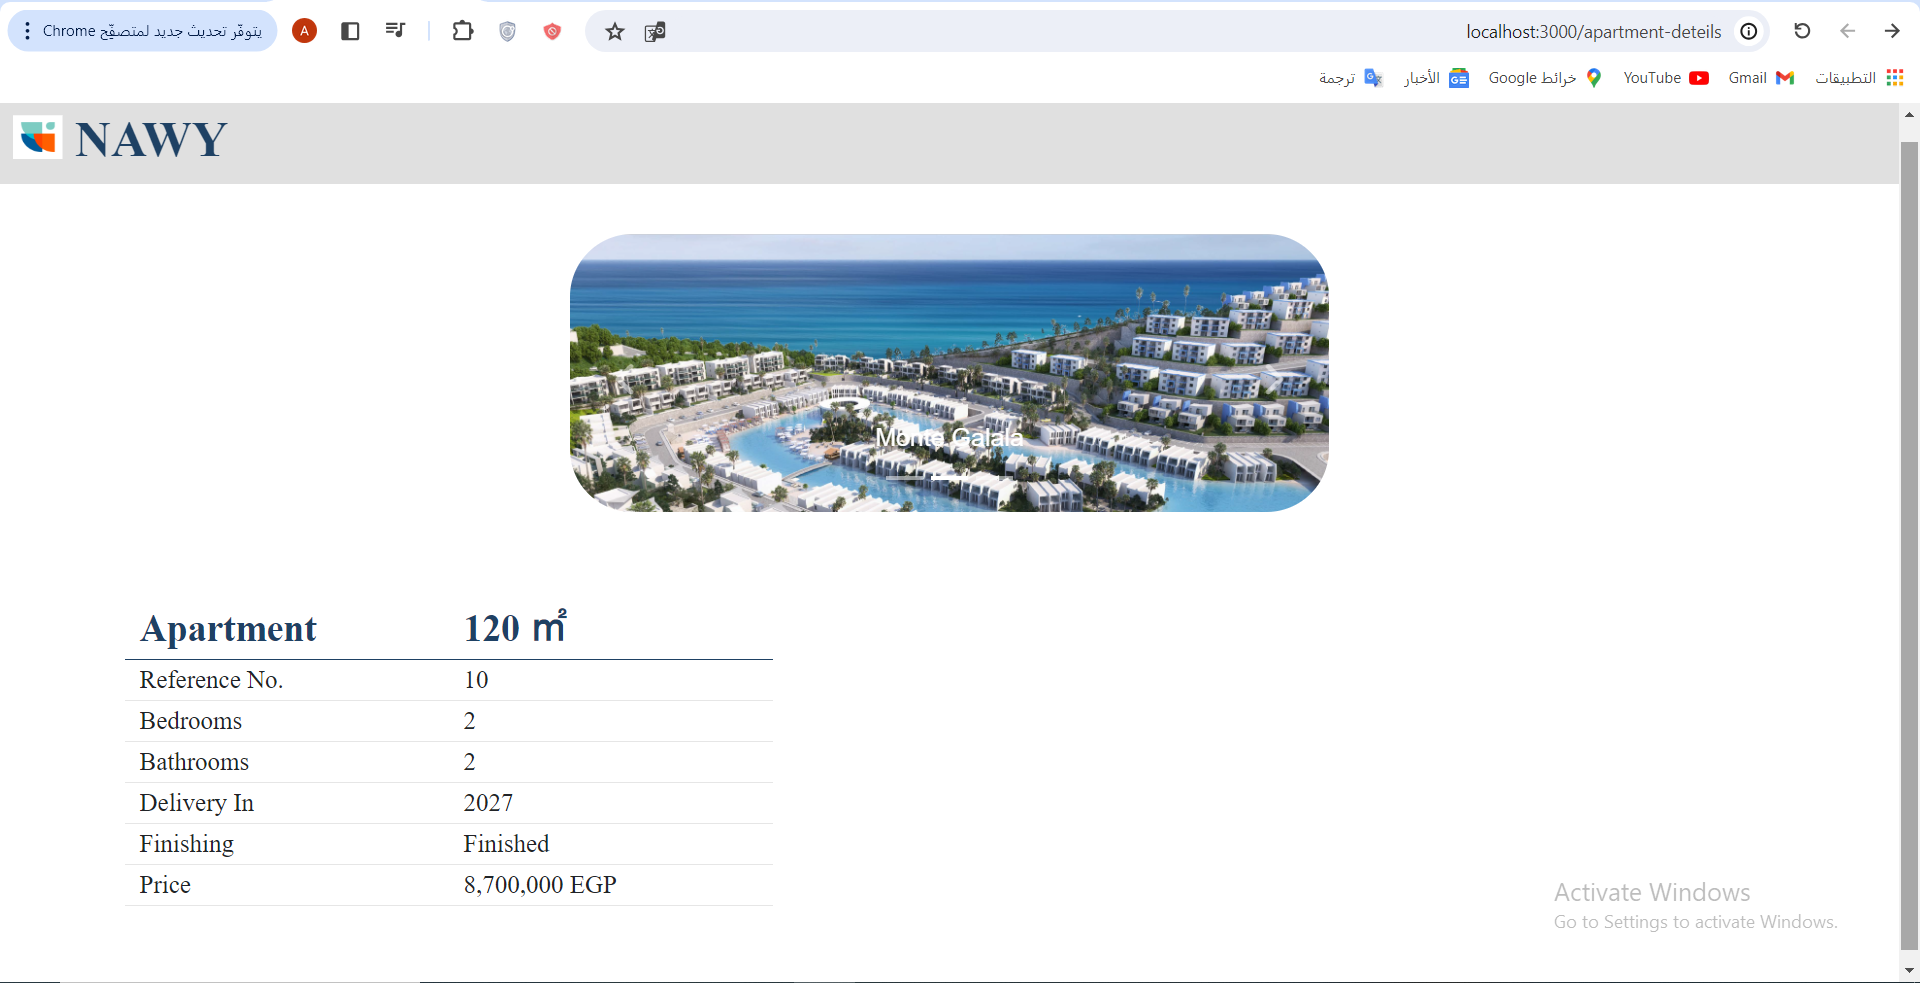 يتوفّر تحديث جديد لمتصفّح Chrome
A
localhost:3000/apartment-deteils
التطبيقات
Gmail
YouTube
خرائط Google
الأخبار
ترجمة
NAWY
Monte Galala
Apartment 120 ㎡
Reference No. 10
Bedrooms 2
Bathrooms 2
Delivery In 2027
Finishing Finished
Price 8,700,000 EGP
Activate Windows
Go to Settings to activate Windows.